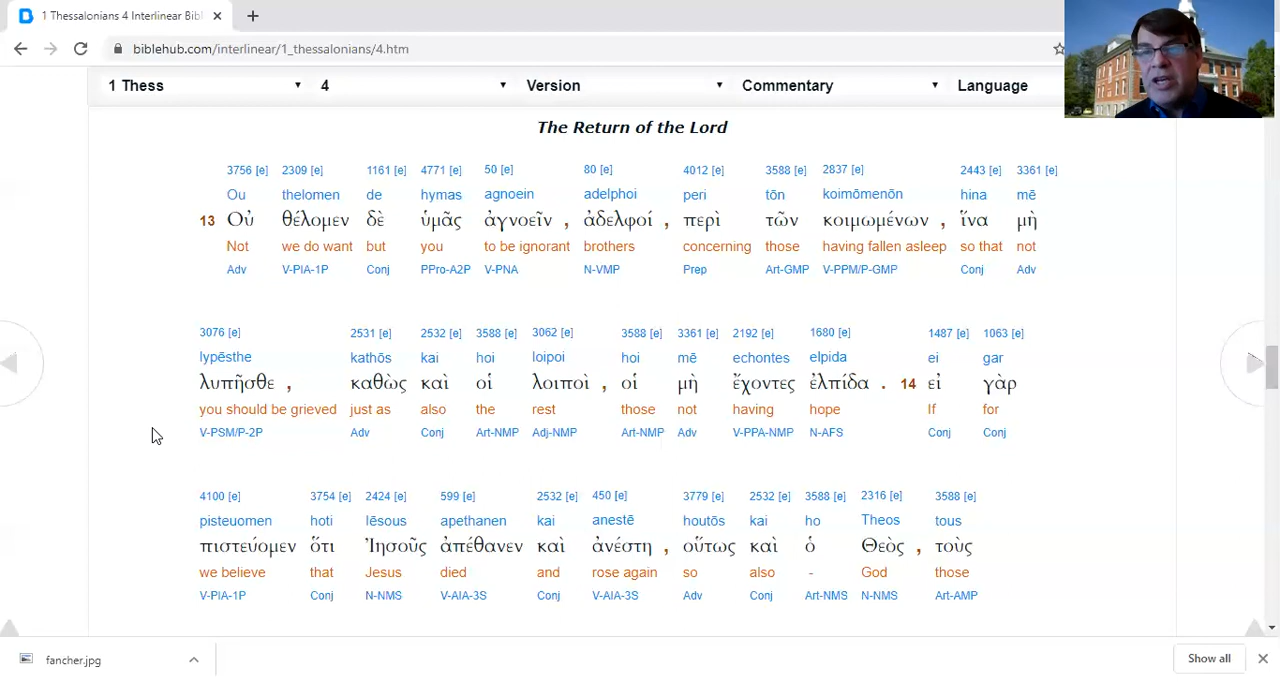 1 Thessalonians 4 Interlinear Bib
biblehub.com/interlinear/1_thessalonians/4.htm
1 Thess 4 Version Commentary Language
The Return of the Lord
3756 [e] 2309 [e] 1161 [e] 4771 [e] 50 [e] 80 [e] 4012 [e] 3588 [e] 2837 [e] 2443 [e] 3361 [e]
Ou thelomen de hymas agnoein adelphoi peri tōn koimōmenōn hina mē
13 Οὐ θέλομεν δὲ ὑμᾶς ἀγνοεῖν , ἀδελφοί , περὶ τῶν κοιμωμένων , ἵνα μὴ
Not we do want but you to be ignorant brothers concerning those having fallen asleep so that not
Adv V-PIA-1P Conj PPro-A2P V-PNA N-VMP Prep Art-GMP V-PPM/P-GMP Conj Adv
3076 [e] 2531 [e] 2532 [e] 3588 [e] 3062 [e] 3588 [e] 3361 [e] 2192 [e] 1680 [e] 1487 [e] 1063 [e]
lypēsthe kathōs kai hoi loipoi hoi mē echontes elpida ei gar
λυπῆσθε , καθὼς καὶ οἱ λοιποὶ , οἱ μὴ ἔχοντες ἐλπίδα . 14 εἰ γὰρ
you should be grieved just as also the rest those not having hope If for
V-PSM/P-2P Adv Conj Art-NMP Adj-NMP Art-NMP Adv V-PPA-NMP N-AFS Conj Conj
4100 [e] 3754 [e] 2424 [e] 599 [e] 2532 [e] 450 [e] 3779 [e] 2532 [e] 3588 [e] 2316 [e] 3588 [e]
pisteuomen hoti Iēsous apethanen kai anestē houtōs kai ho Theos tous
πιστεύομεν ὅτι Ἰησοῦς ἀπέθανεν καὶ ἀνέστη , οὕτως καὶ ὁ Θεὸς , τοὺς
we believe that Jesus died and rose again so also - God those
V-PIA-1P Conj N-NMS V-AIA-3S Conj V-AIA-3S Adv Conj Art-NMS N-NMS Art-AMP
fancher.jpg Show all